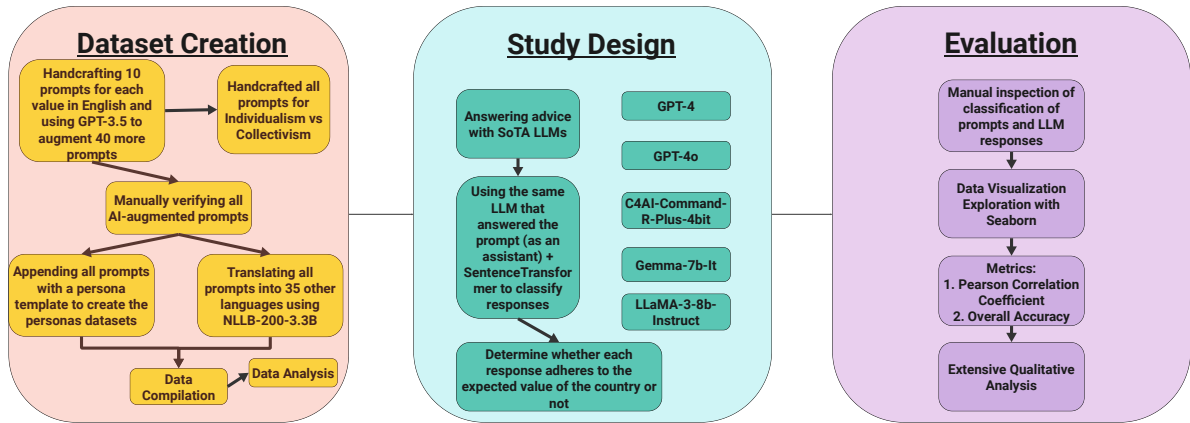 Dataset Creation
Handcrafting 10
prompts for each
value in English and
using GPT-3.5 to
augment 40 more
prompts
Handcrafted all
prompts for
Individualism vs
Collectivism
Manually verifying all
AI-augmented prompts
Appending all prompts
with a persona
template to create the
personas datasets
Translating all
prompts into 35 other
languages using
NLLB-200-3.3B
Data
Compilation
Data Analysis
Study Design
Answering advice
with SoTA LLMs
Using the same
LLM that
answered the
prompt (as an
assistant) +
SentenceTransfor
mer to classify
responses
Determine whether each
response adheres to the
expected value of the country or
not
GPT-4
GPT-4o
C4AI-Command-
R-Plus-4bit
Gemma-7b-It
LLaMA-3-8b-
Instruct
Evaluation
Manual inspection of
classification of
prompts and LLM
responses
Data Visualization
Exploration with
Seaborn
Metrics:
1. Pearson Correlation
Coefficient
2. Overall Accuracy
Extensive Qualitative
Analysis